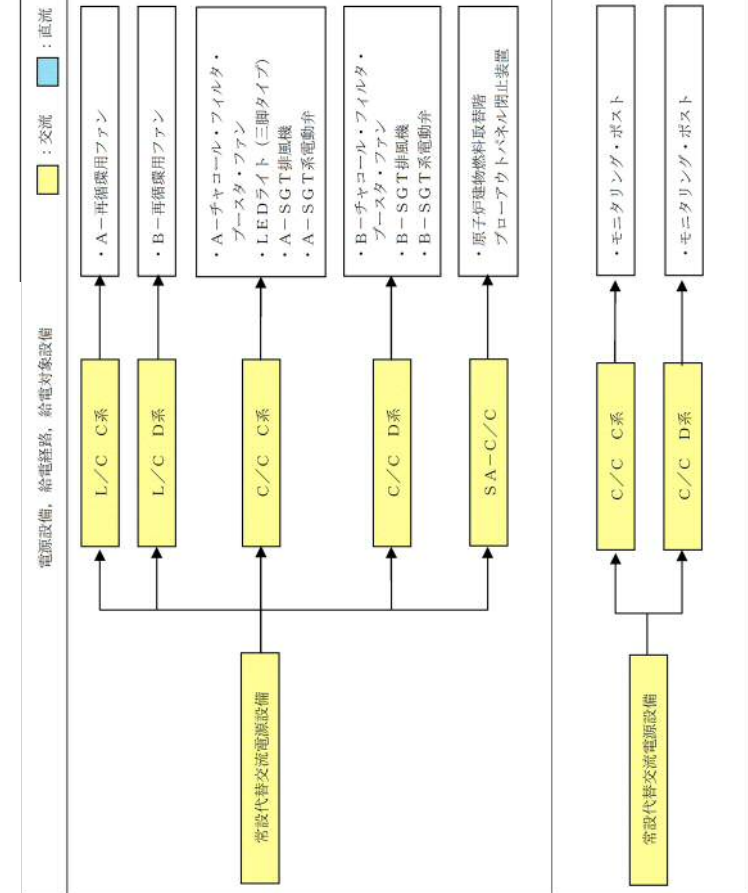 電源設備，給電経路，給電対象設備
：交流
：直流
常設代替交流電源設備
L／C　C系
・A－再循環用ファン
L／C　D系
・B－再循環用ファン
C／C　C系
・A－チャコール・フィルタ・
ブースタ・ファン
・LEDライト（三脚タイプ）
・A－SGT排風機
・A－SGT系電動弁
C／C　D系
・B－チャコール・フィルタ・
ブースタ・ファン
・B－SGT排風機
・B－SGT系電動弁
SA－C／C
・原子炉建物燃料取替階
ブローアウトパネル閉止装置
常設代替交流電源設備
C／C　C系
・モニタリング・ポスト
C／C　D系
・モニタリング・ポスト